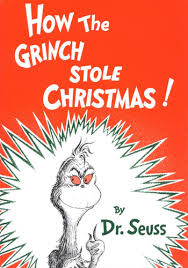 HOW THE
GRINCH
STOLE
CHRISTMAS!
By
Dr. Seuss